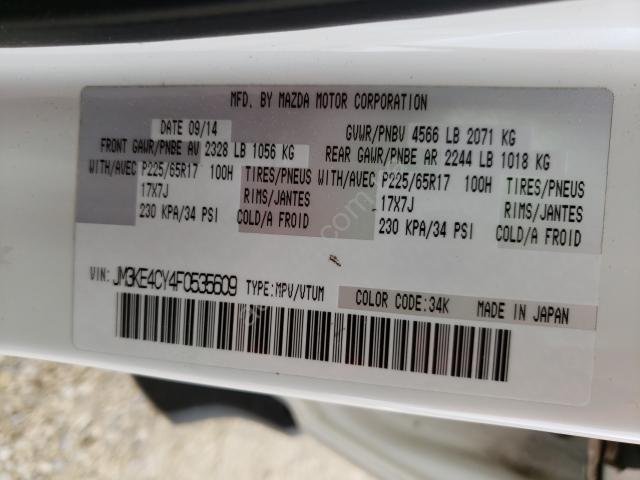 MFD. BY MAZDA MOTOR CORPORATION
DATE 09/14 GVWR/PNBV 4566 LB 2071 KG
FRONT GAWR/PNBE AV 2328 LB 1056 KG REAR GAWR/PNBE AR 2244 LB 1018 KG
WITH/AVEC P225/65R17 100H TIRES/PNEUS WITH/AVEC P225/65R17 100H TIRES/PNEUS
17X7J RIMS/JANTES 17X7J RIMS/JANTES
230 KPA/34 PSI COLD/A FROID 230 KPA/34 PSI COLD/A FROID
VIN: JM3KE4CY4F0535609 TYPE:MPV/VTUM COLOR CODE:34K MADE IN JAPAN